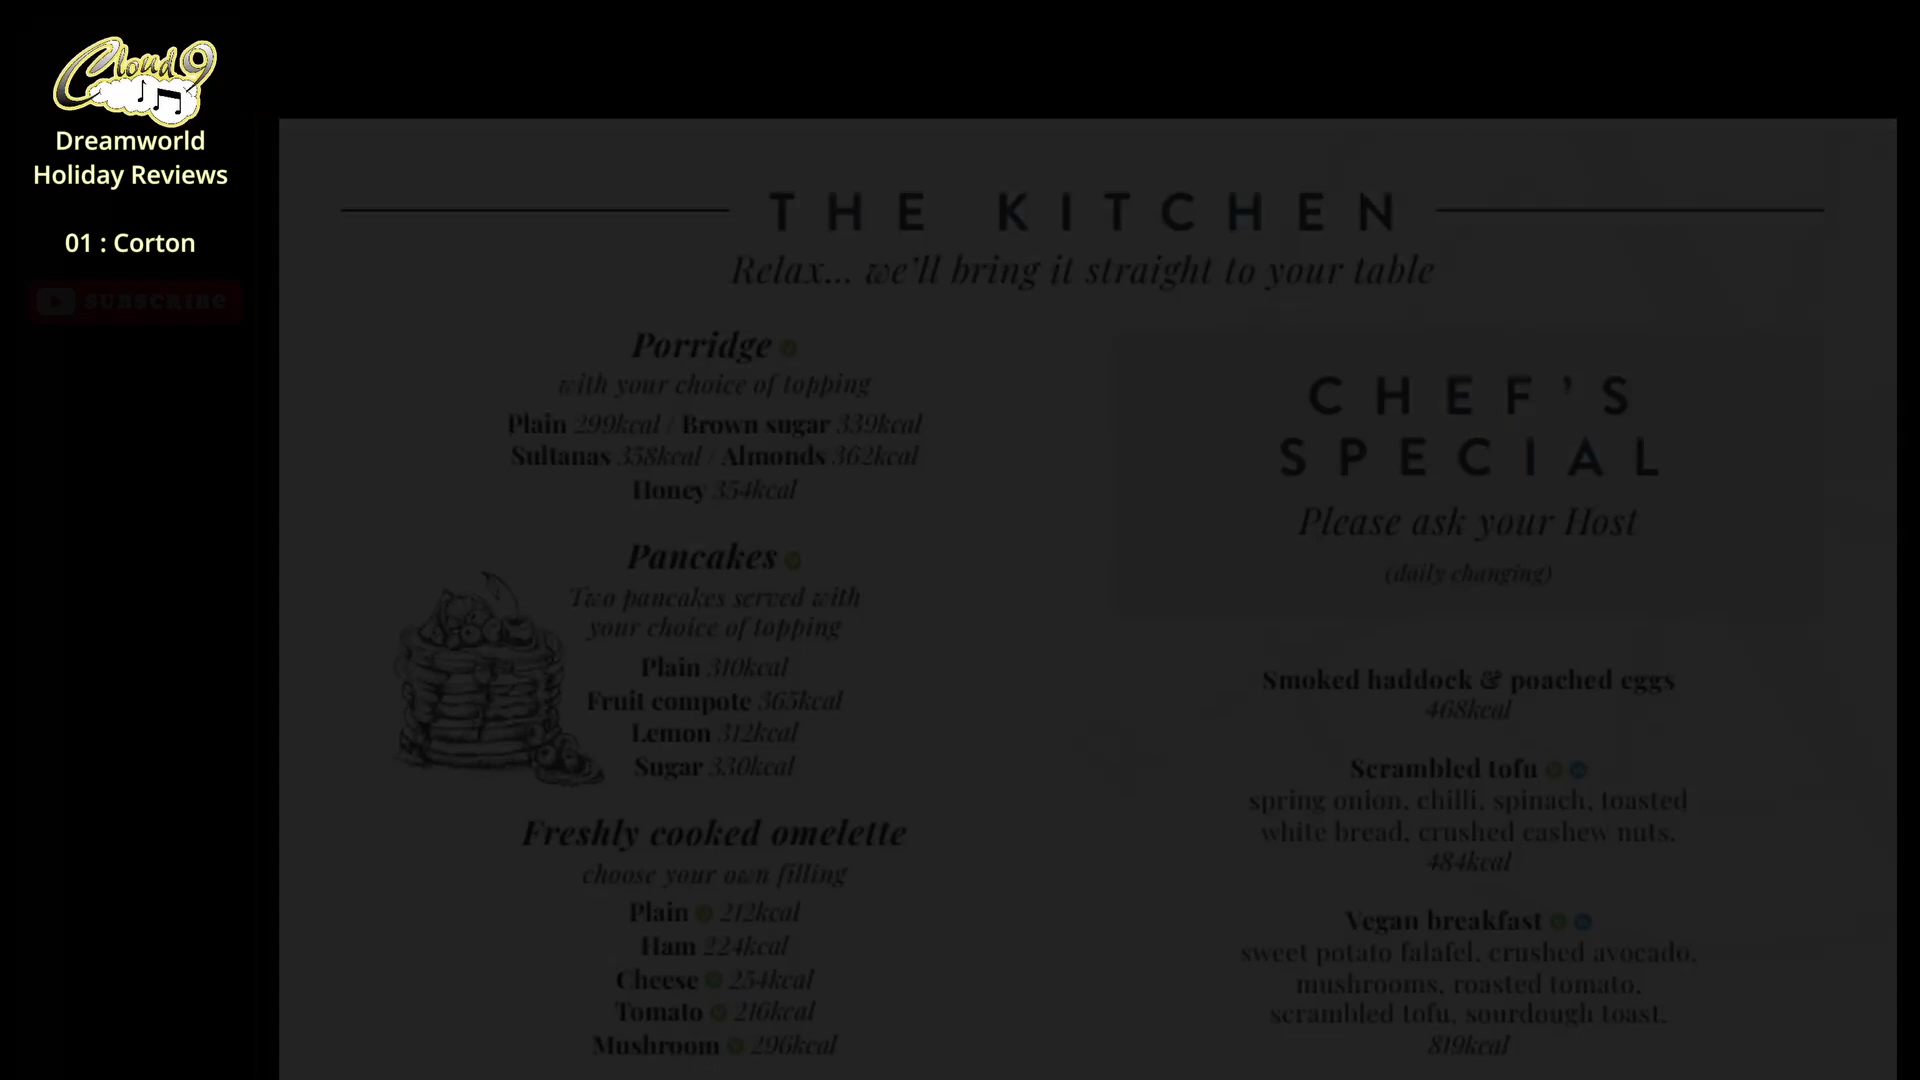 Cloud9
Dreamworld
Holiday Reviews
01 : Corton
SUBSCRIBE
THE KITCHEN
Relax... we'll bring it straight to your table
Porridge
with your choice of topping
Plain 299kcal / Brown sugar 339kcal
Sultanas 358kcal / Almonds 362kcal
Honey 354kcal
Pancakes
Two pancakes served with
your choice of topping
Plain 310kcal
Fruit compote 365kcal
Lemon 312kcal
Sugar 330kcal
Freshly cooked omelette
choose your own filling
Plain 212kcal
Ham 224kcal
Cheese 254kcal
Tomato 216kcal
Mushroom 296kcal
CHEF'S
SPECIAL
Please ask your Host
(daily changing)
Smoked haddock & poached eggs
468kcal
Scrambled tofu
spring onion, chilli, spinach, toasted
white bread, crushed cashew nuts.
484kcal
Vegan breakfast
sweet potato falafel, crushed avocado,
mushrooms, roasted tomato,
scrambled tofu, sourdough toast.
819kcal